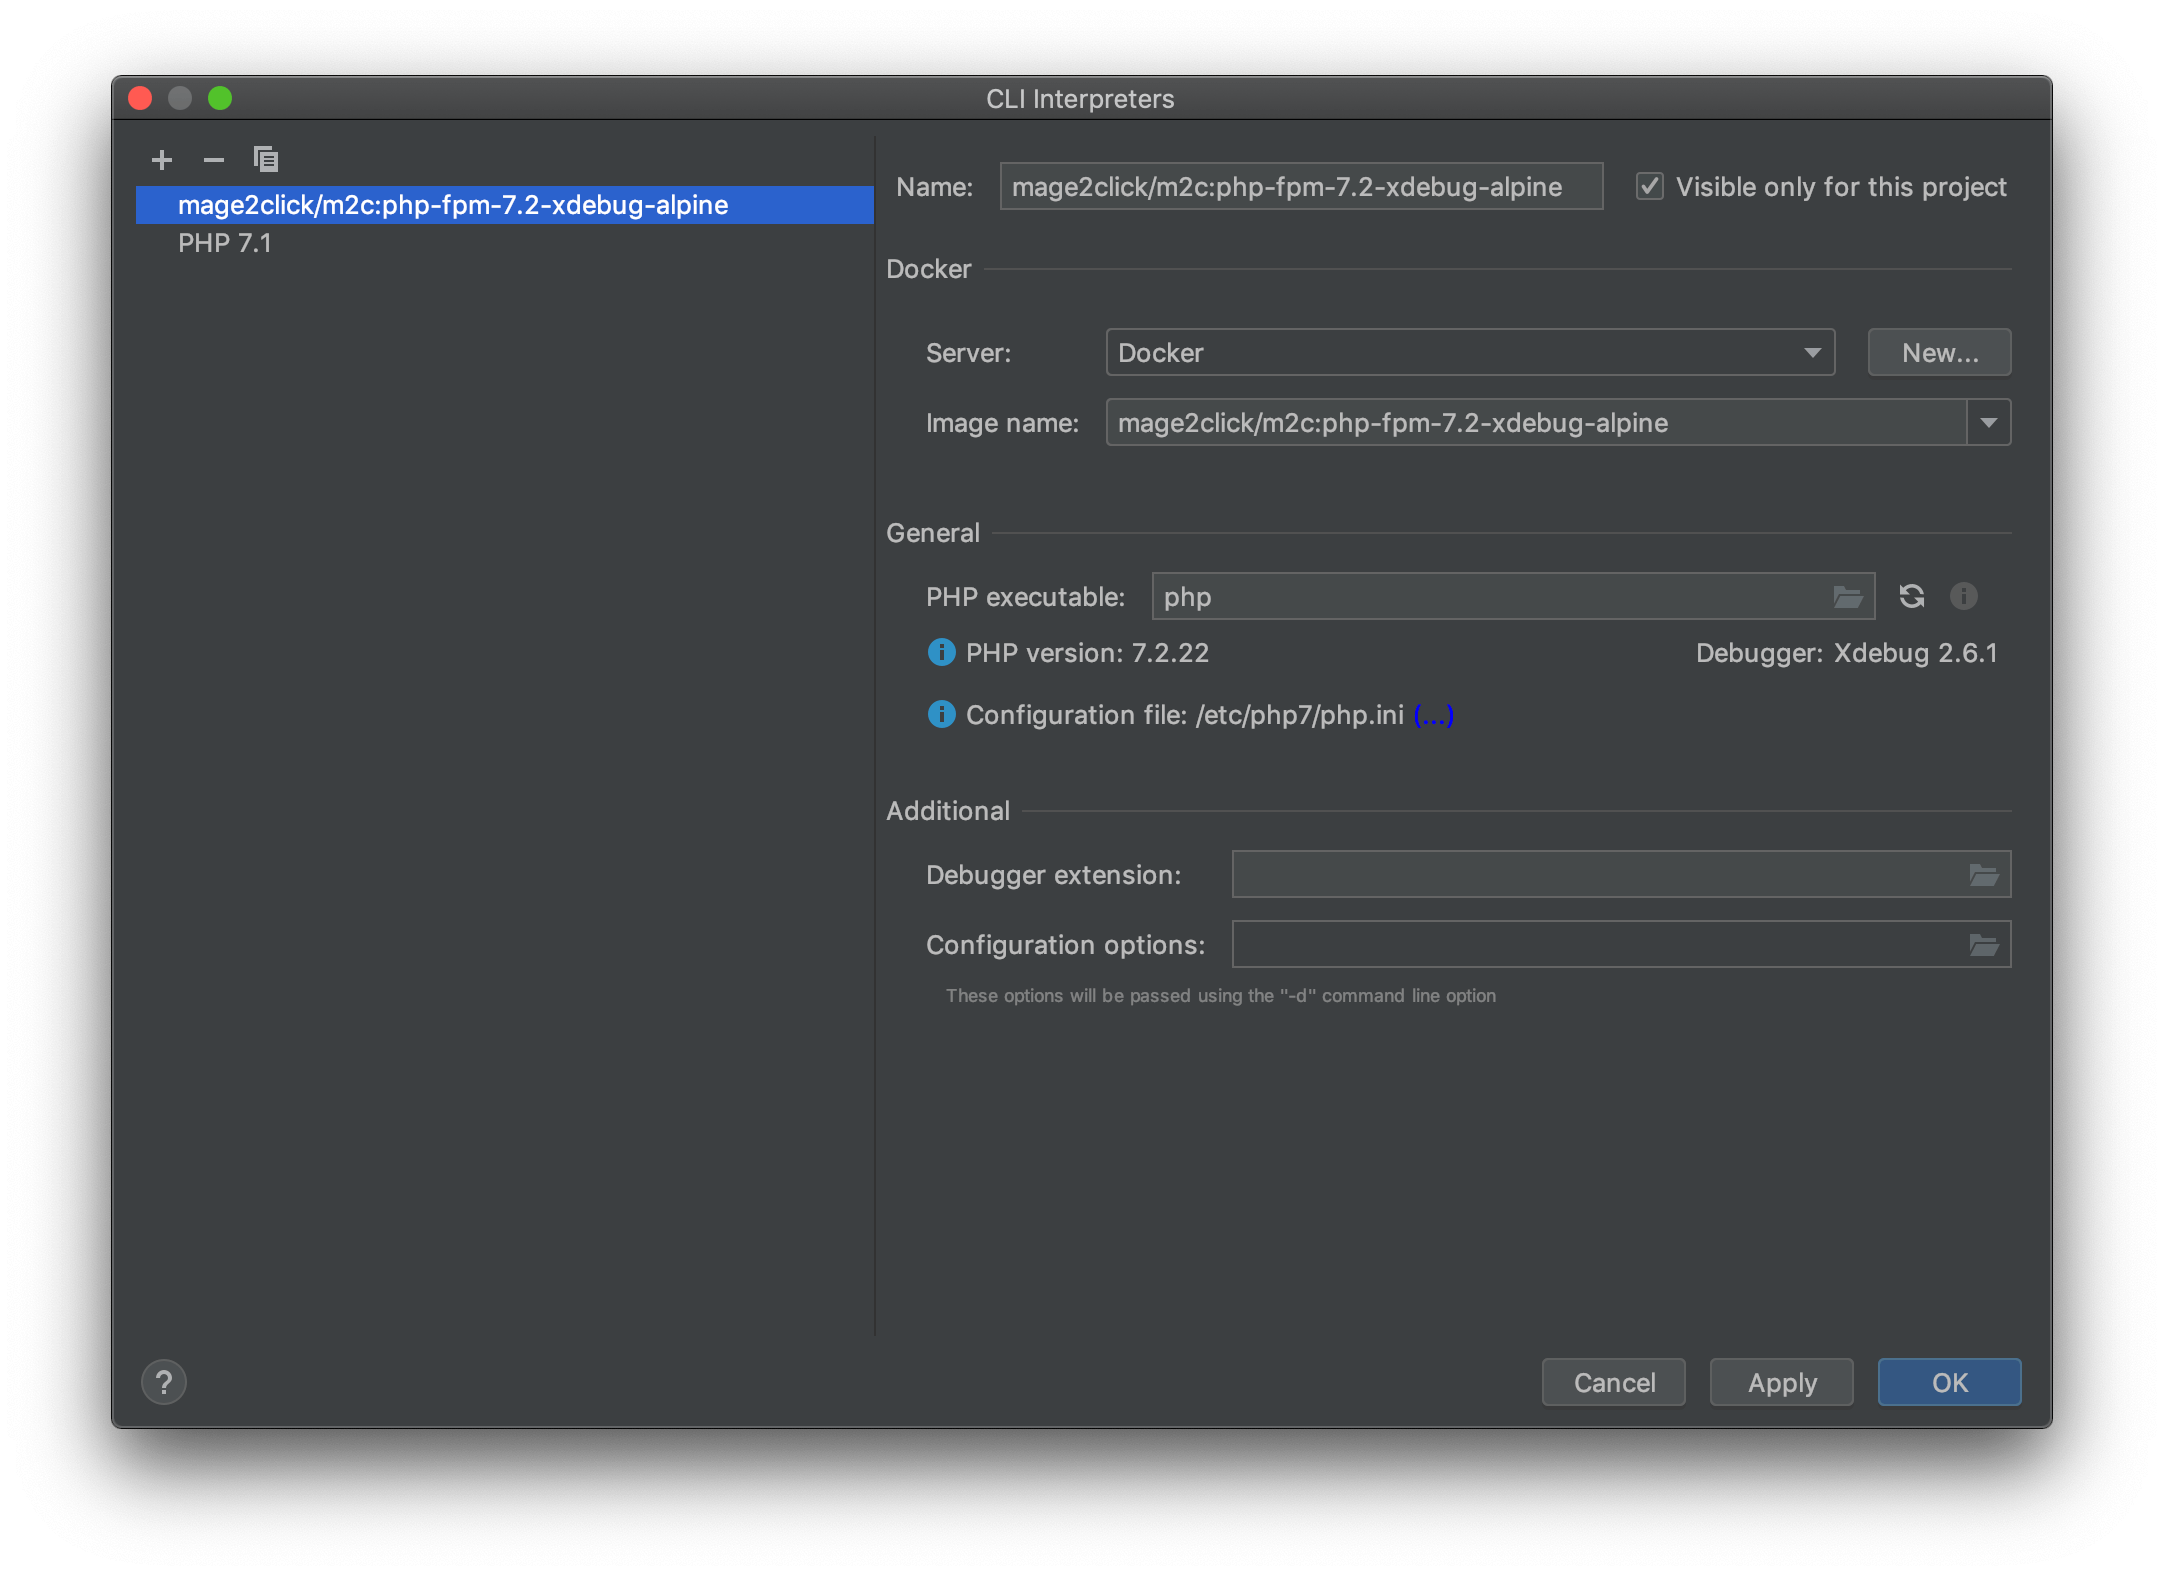 CLI Interpreters
mage2click/m2c:php-fpm-7.2-xdebug-alpine
PHP 7.1
Name: mage2click/m2c:php-fpm-7.2-xdebug-alpine Visible only for this project
Docker
Server: Docker New...
Image name: mage2click/m2c:php-fpm-7.2-xdebug-alpine
General
PHP executable: php
PHP version: 7.2.22 Debugger: Xdebug 2.6.1
Configuration file: /etc/php7/php.ini (...)
Additional
Debugger extension:
Configuration options:
These options will be passed using the "-d" command line option
? Cancel Apply OK